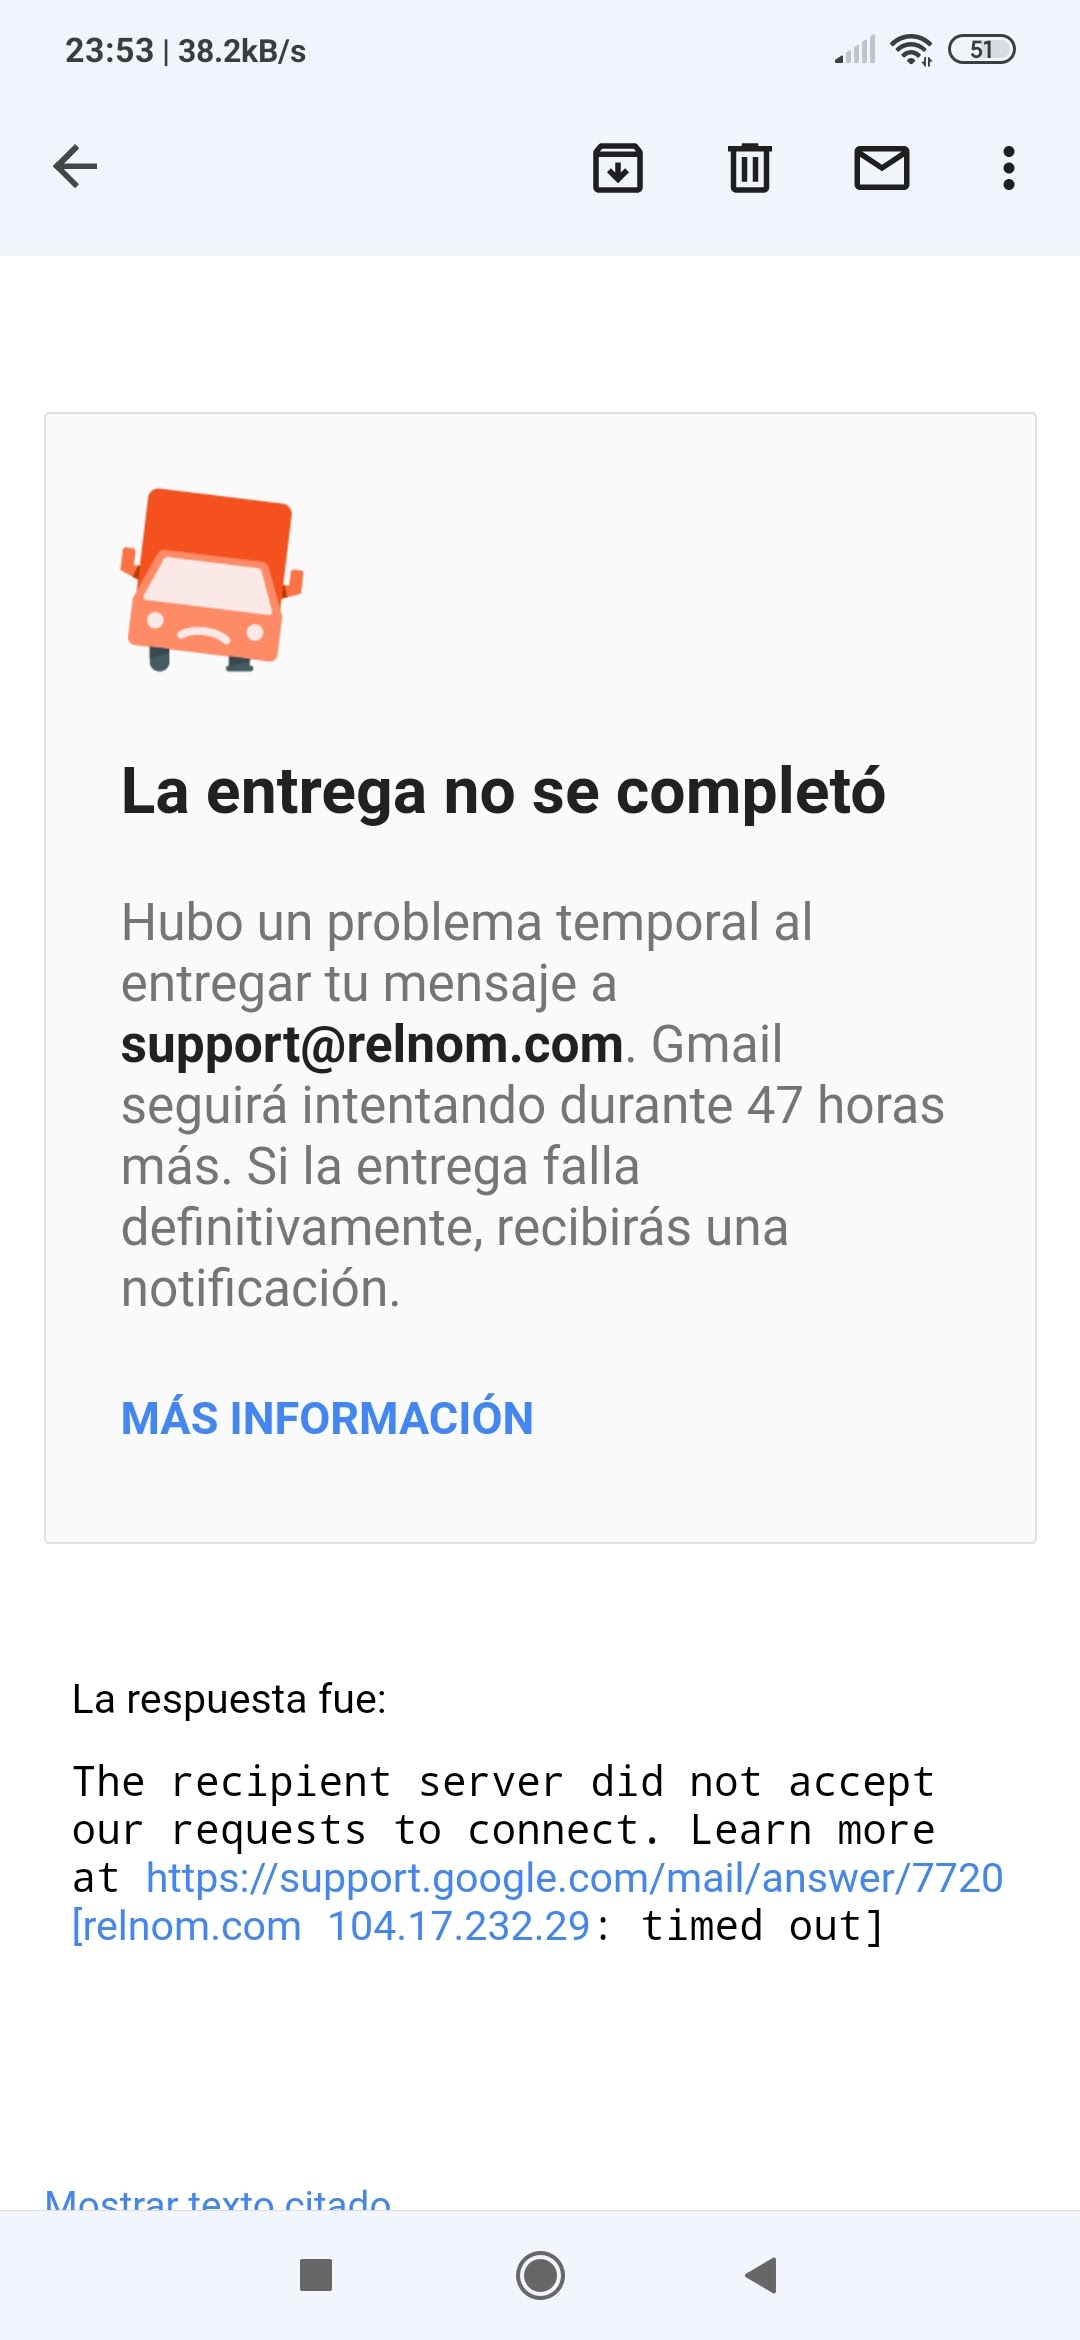 23:53 | 38.2kB/s
51
La entrega no se completó
Hubo un problema temporal al
entregar tu mensaje a
support@relnom.com. Gmail
seguirá intentando durante 47 horas
más. Si la entrega falla
definitivamente, recibirás una
notificación.
MÁS INFORMACIÓN
La respuesta fue:
The recipient server did not accept
our requests to connect. Learn more
at https://support.google.com/mail/answer/7720
[relnom.com 104.17.232.29: timed out]
Mostrar texto citado